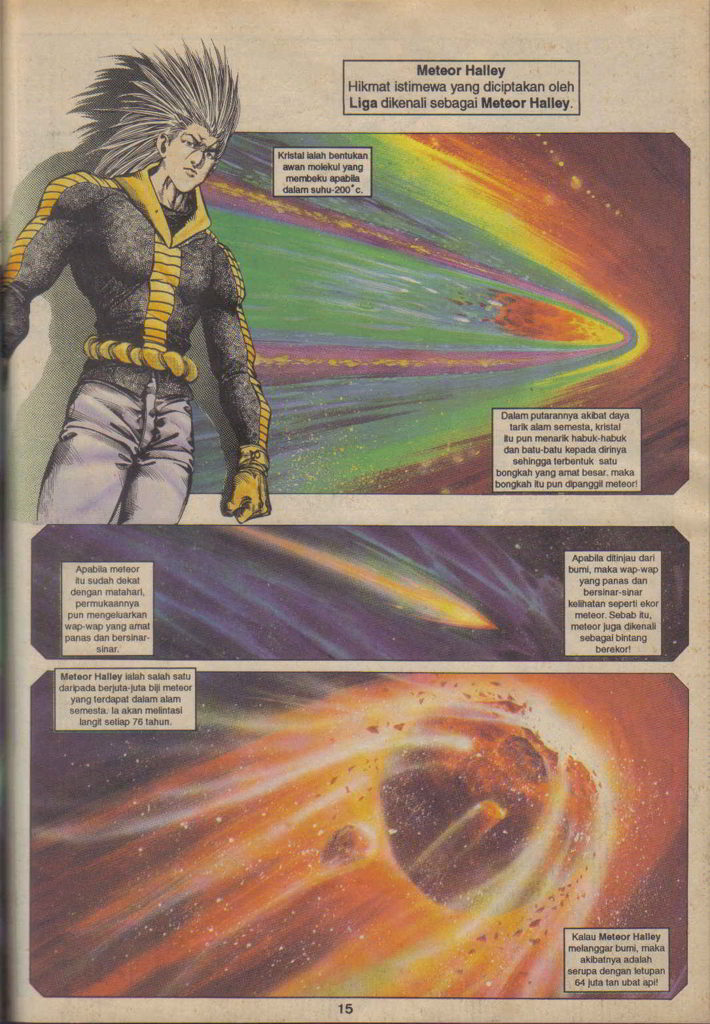 Meteor Halley
Hikmat istimewa yang diciptakan oleh
Liga dikenali sebagai Meteor Halley.
Kristal ialah bentukan
awan molekul yang
membeku apabila
dalam suhu-200°c.
Dalam putarannya akibat daya
tarik alam semesta, kristal
itu pun menarik habuk-habuk
dan batu-batu kepada dirinya
sehingga terbentuk satu
bongkah yang amat besar, maka
bongkah itu pun dipanggil meteor!
Apabila meteor
itu sudah dekat
dengan matahari,
permukaannya
pun mengeluarkan
wap-wap yang amat
panas dan bersinar-
sinar.
Apabila ditinjau dari
bumi, maka wap-wap
yang panas dan
bersinar-sinar
kelihatan seperti ekor
meteor. Sebab itu,
meteor juga dikenali
sebagai bintang
berekor!
Meteor Halley ialah salah satu
daripada berjuta-juta biji meteor
yang terdapat dalam alam
semesta. Ia akan melintasi
langit setiap 76 tahun.
Kalau Meteor Halley
melanggar bumi, maka
akibatnya adalah
serupa dengan letupan
64 juta tan ubat api!
15